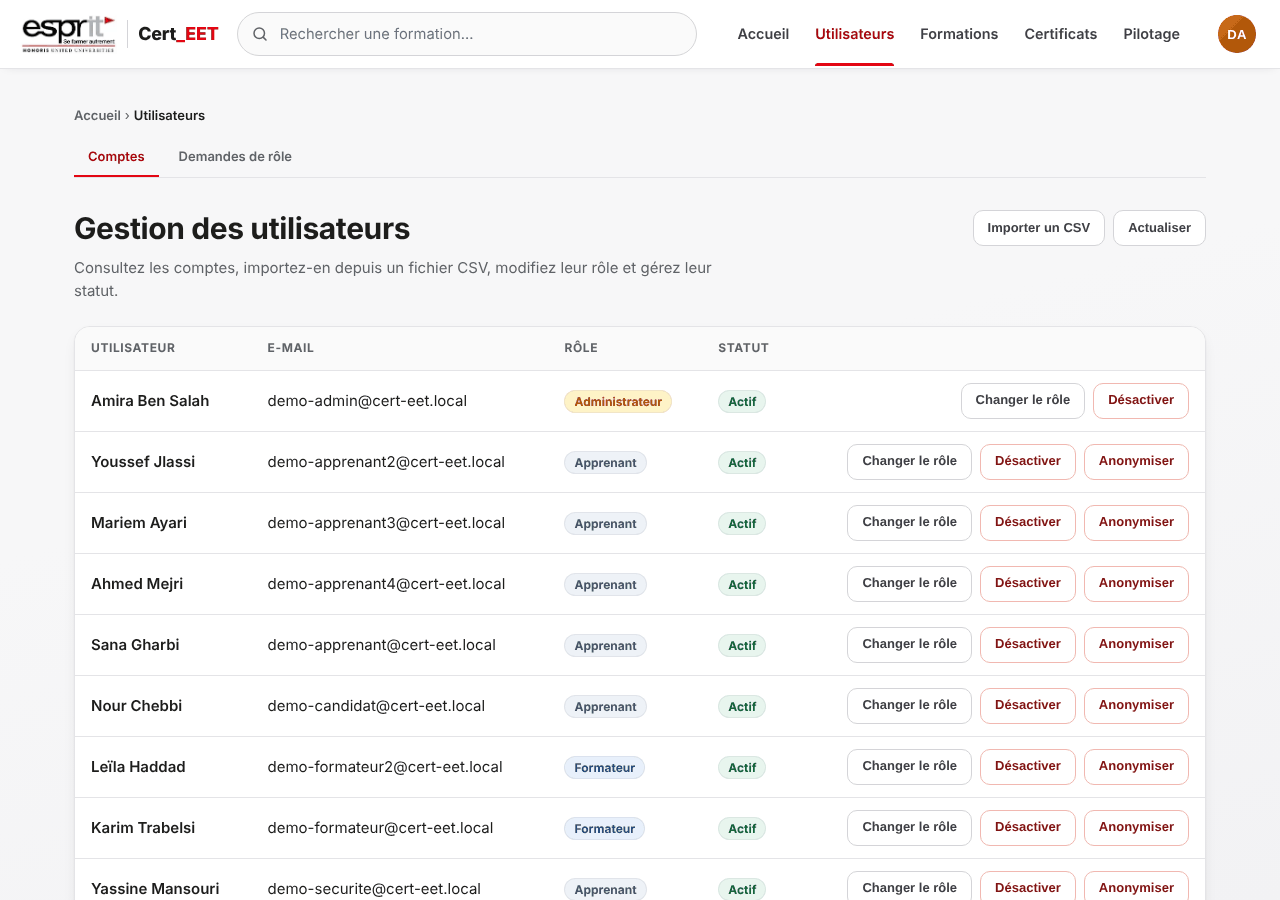 esprit
Se former autrement
HONORIS UNITED UNIVERSITIES
Cert_EET
Rechercher une formation...
Accueil Utilisateurs Formations Certificats Pilotage
DA
Accueil › Utilisateurs
Comptes Demandes de rôle
Gestion des utilisateurs
Importer un CSV Actualiser
Consultez les comptes, importez-en depuis un fichier CSV, modifiez leur rôle et gérez leur
statut.
UTILISATEUR E-MAIL RÔLE STATUT
Amira Ben Salah demo-admin@cert-eet.local Administrateur Actif Changer le rôle Désactiver
Youssef Jlassi demo-apprenant2@cert-eet.local Apprenant Actif Changer le rôle Désactiver Anonymiser
Mariem Ayari demo-apprenant3@cert-eet.local Apprenant Actif Changer le rôle Désactiver Anonymiser
Ahmed Mejri demo-apprenant4@cert-eet.local Apprenant Actif Changer le rôle Désactiver Anonymiser
Sana Gharbi demo-apprenant@cert-eet.local Apprenant Actif Changer le rôle Désactiver Anonymiser
Nour Chebbi demo-candidat@cert-eet.local Apprenant Actif Changer le rôle Désactiver Anonymiser
Leïla Haddad demo-formateur2@cert-eet.local Formateur Actif Changer le rôle Désactiver Anonymiser
Karim Trabelsi demo-formateur@cert-eet.local Formateur Actif Changer le rôle Désactiver Anonymiser
Yassine Mansouri demo-securite@cert-eet.local Apprenant Actif Changer le rôle Désactiver Anonymiser